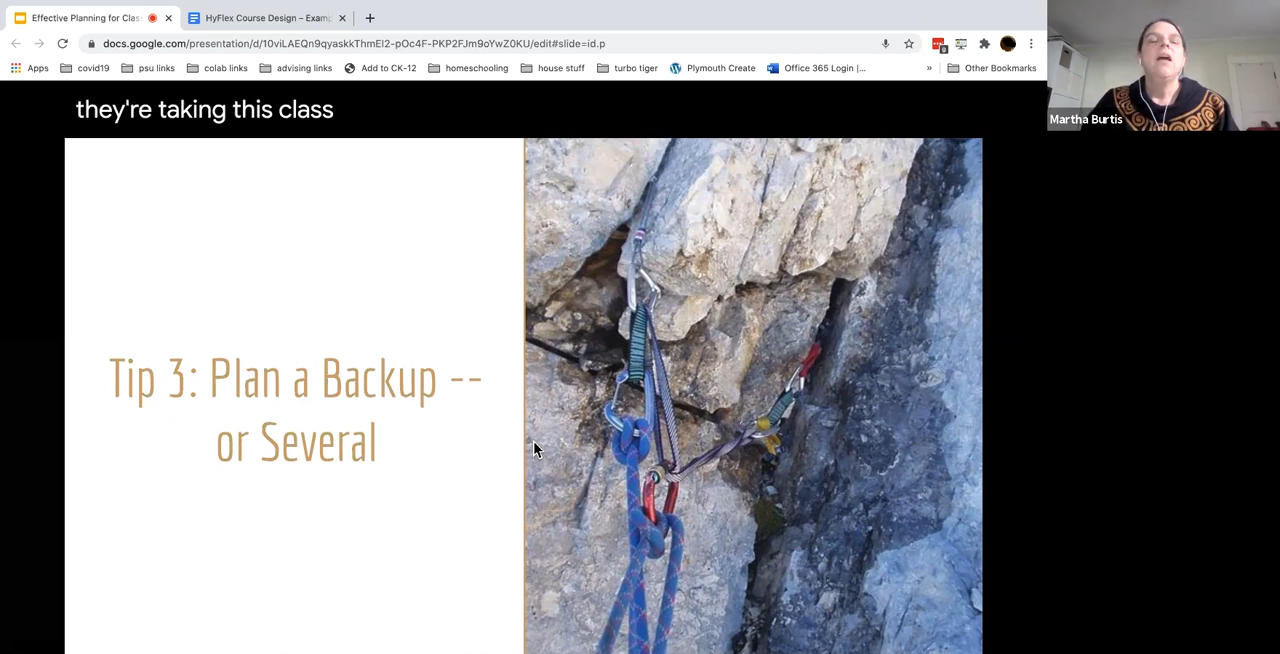 Effective Planning for Clas
HyFlex Course Design – Examp
docs.google.com/presentation/d/10viLAEQn9qyaskkThmEl2-pOc4F-PKP2FJm9oYwZ0KU/edit#slide=id.p
9
Apps covid19 psu links colab links advising links Add to CK-12 homeschooling house stuff turbo tiger Plymouth Create Office 365 Login |... » Other Bookmarks
Martha Burtis
they're taking this class
Tip 3: Plan a Backup --
or Several